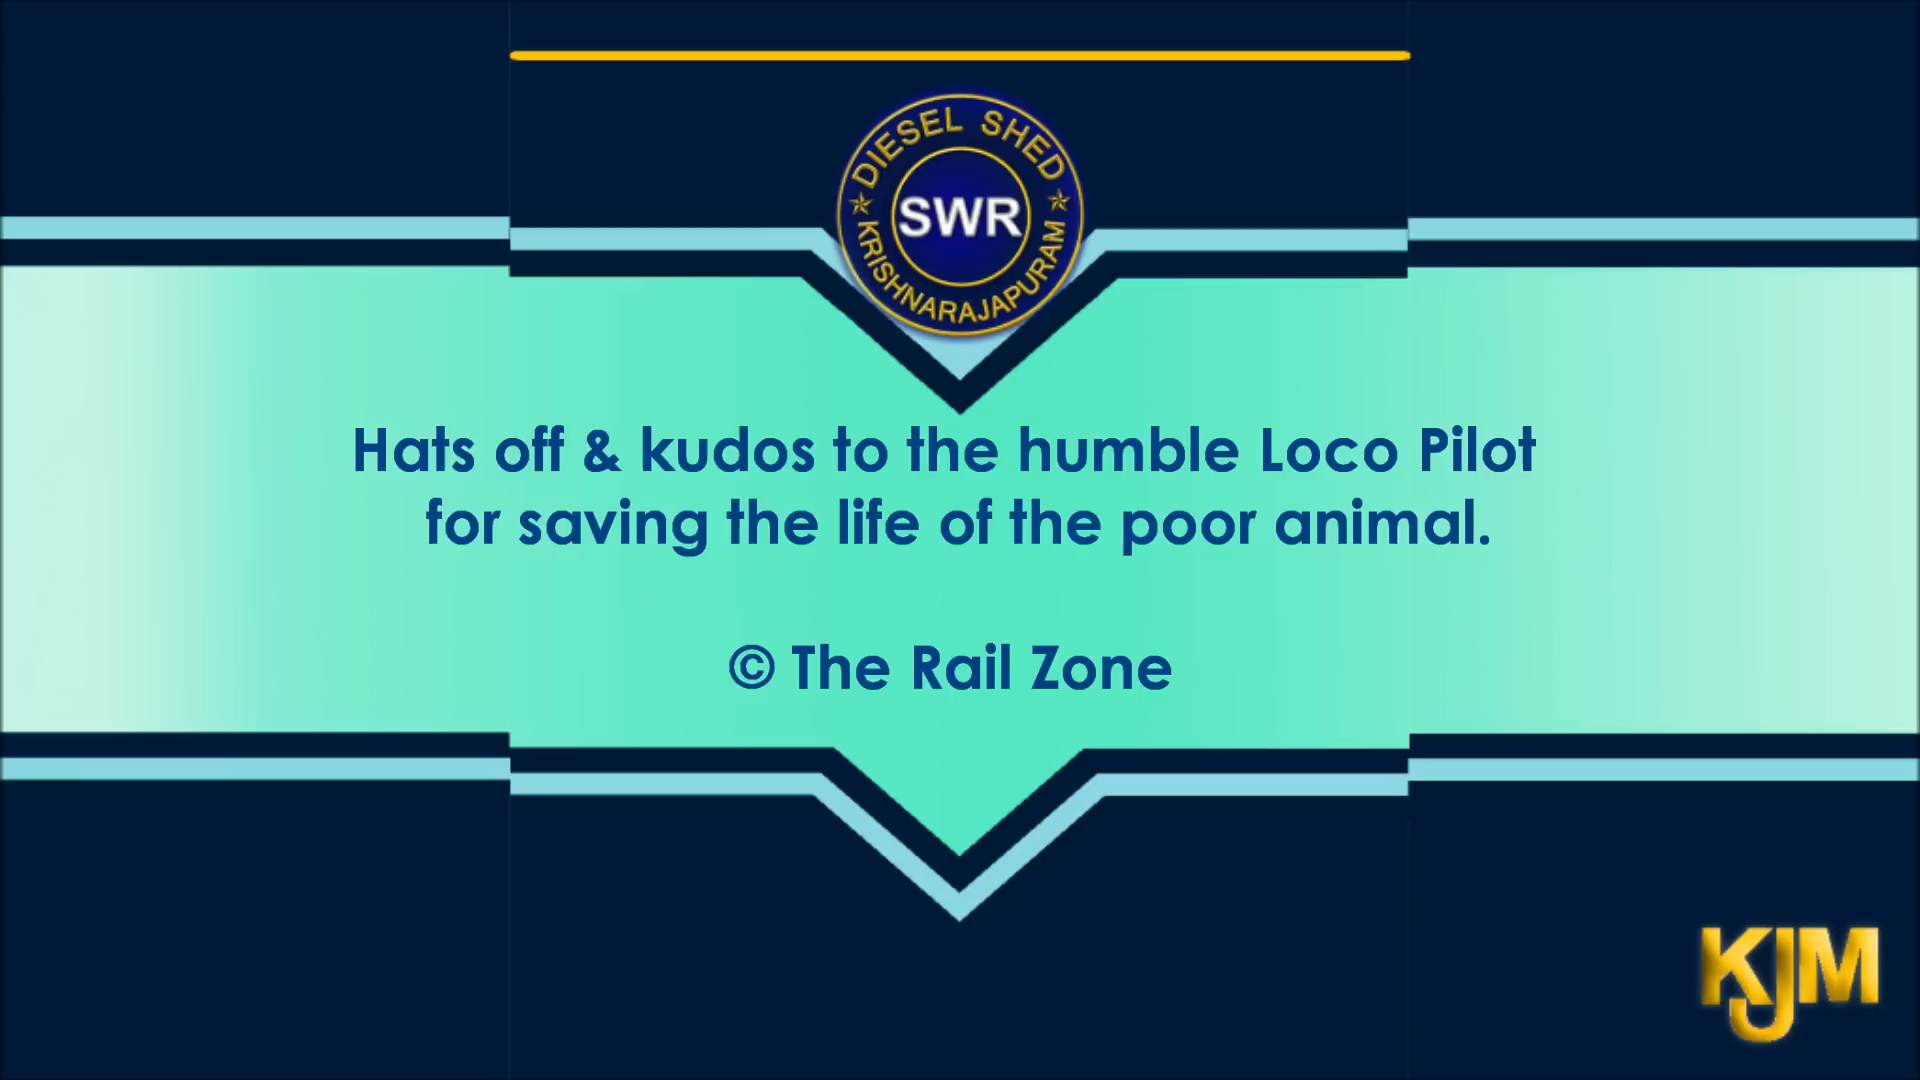 DIESEL SHED
SWR
KRISHNARAJAPURAM
Hats off & kudos to the humble Loco Pilot
for saving the life of the poor animal.
© The Rail Zone
KJM